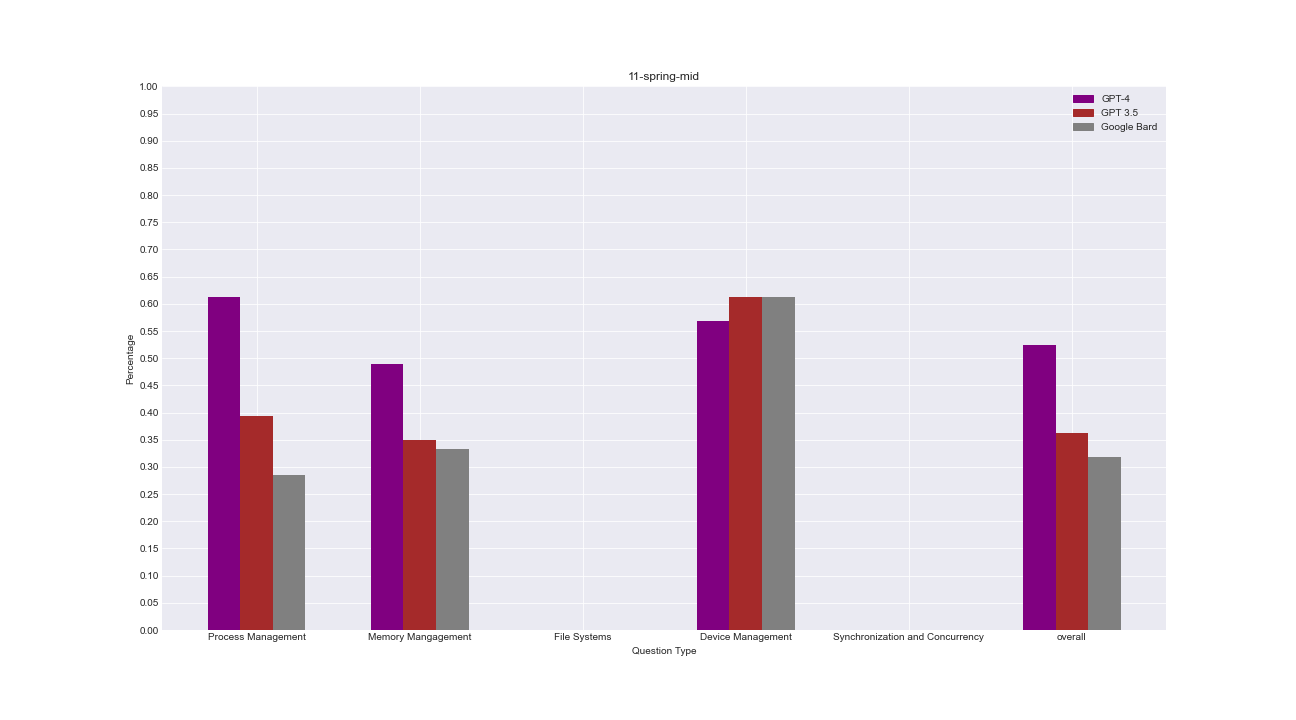 11-spring-mid
1.00
0.95
0.90
0.85
0.80
0.75
0.70
0.65
0.60
0.55
0.50
0.45
0.40
0.35
0.30
0.25
0.20
0.15
0.10
0.05
0.00
Percentage
GPT-4
GPT 3.5
Google Bard
Process Management
Memory Mangagement
File Systems
Device Management
Synchronization and Concurrency
overall
Question Type